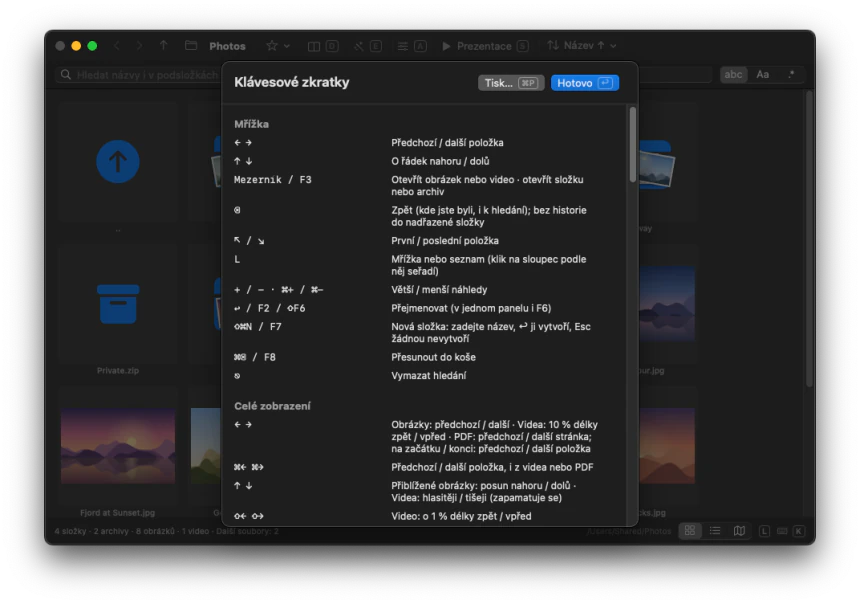 Photos
D
E
A
Prezentace S
Název ↑
Hledat názvy i v podsložkách
abc Aa .*
Klávesové zkratky
Tisk... ⌘P
Hotovo ↩
Mřížka
← → Předchozí / další položka
↑ ↓ O řádek nahoru / dolů
Mezerník / F3 Otevřít obrázek nebo video · otevřít složku
nebo archiv
⌫ Zpět (kde jste byli, i k hledání); bez historie
do nadřazené složky
↖ / ↘ První / poslední položka
L Mřížka nebo seznam (klik na sloupec podle
něj seřadí)
+ / − · ⌘+ / ⌘− Větší / menší náhledy
↩ / F2 / ⇧F6 Přejmenovat (v jednom panelu i F6)
⇧⌘N / F7 Nová složka: zadejte název, ↩ ji vytvoří, Esc
žádnou nevytvoří
⌘⌫ / F8 Přesunout do koše
⎋ Vymazat hledání
Celé zobrazení
← → Obrázky: předchozí / další · Videa: 10 % délky
zpět / vpřed · PDF: předchozí / další stránka;
na začátku / konci: předchozí / další položka
⌘← ⌘→ Předchozí / další položka, i z videa nebo PDF
↑ ↓ Přiblížené obrázky: posun nahoru / dolů ·
Videa: hlasitěji / tišeji (zapamatuje se)
⇧← ⇧→ Video: o 1 % délky zpět / vpřed
..
Private.zip
Fjord at Sunset.jpg
4 složky · 2 archivy · 8 obrázků · 1 video · Další soubory: 2
/Users/Shared/Photos
L
K